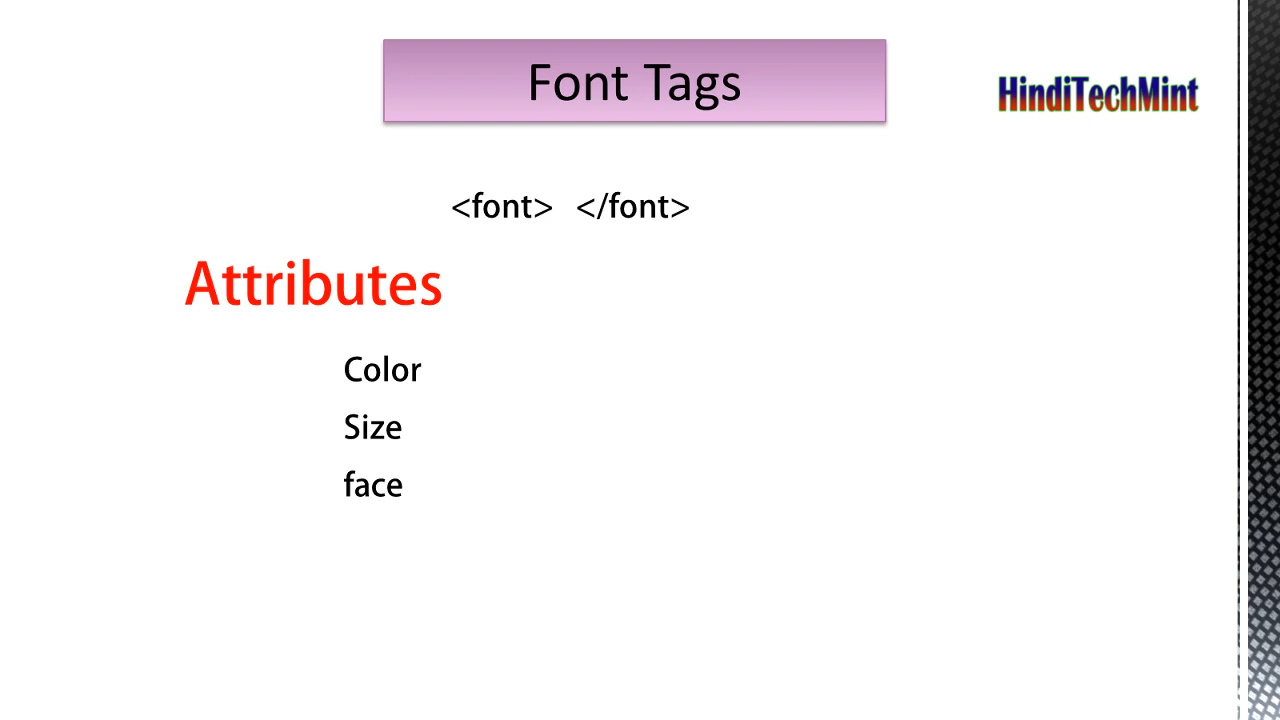 Font Tags
HindiTechMint
<font> </font>
Attributes
Color
Size
face